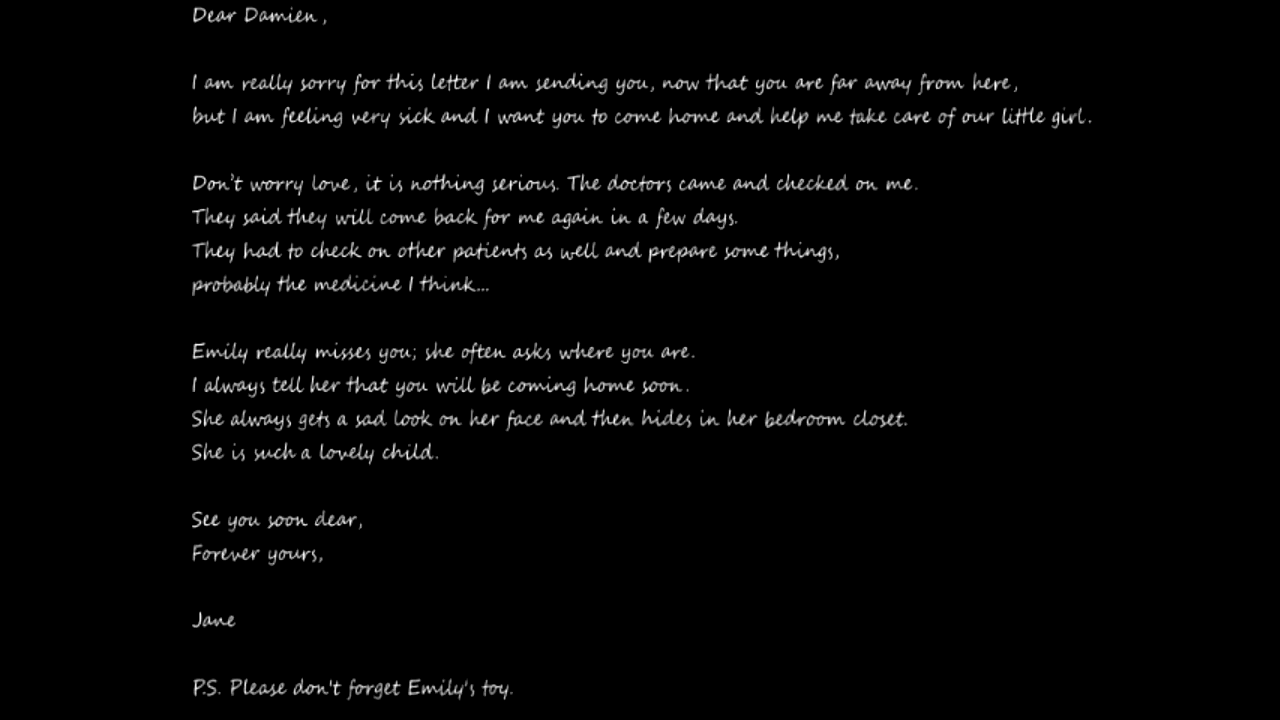 Dear Damien,
I am really sorry for this letter I am sending you, now that you are far away from here,
but I am feeling very sick and I want you to come home and help me take care of our little girl.
Don't worry love, it is nothing serious. The doctors came and checked on me.
They said they will come back for me again in a few days.
They had to check on other patients as well and prepare some things,
probably the medicine I think...
Emily really misses you; she often asks where you are.
I always tell her that you will be coming home soon.
She always gets a sad look on her face and then hides in her bedroom closet.
She is such a lovely child.
See you soon dear,
Forever yours,
Jane
P.S. Please don't forget Emily's toy.